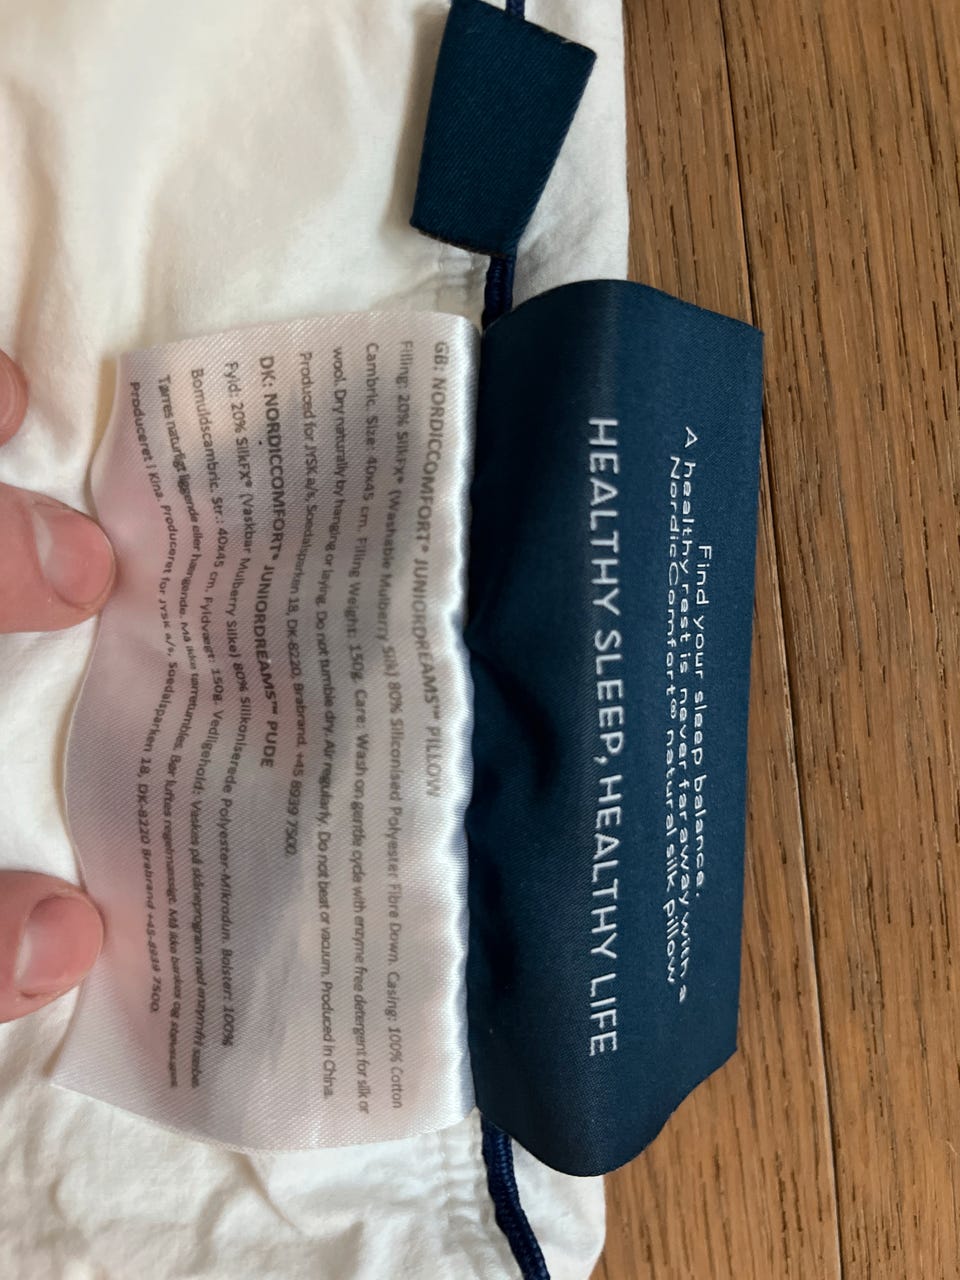 Find your sleep balance.
A healthy rest is never far away with a
NordicComfort® natural silk pillow.
HEALTHY SLEEP, HEALTHY LIFE
GB: NORDICCOMFORT® JUNIORDREAMS™ PILLOW
Filling: 20% SilkFX® (Washable Mulberry Silk) 80% Siliconised Polyester Fibre Down. Casing: 100% Cotton
Cambric. Size: 40x45 cm. Filling Weight: 150g. Care: Wash on gentle cycle with enzyme free detergent for silk or
wool. Dry naturally by hanging or laying. Do not tumble dry. Air regularly. Do not beat or vacuum. Produced in China.
Produced for JYSK a/s, Soedalsparken 18, DK-8220, Brabrand. +45 8939 7500.
DK: NORDICCOMFORT® JUNIORDREAMS™ PUDE
Fyld: 20% SilkFX® (Vaskbar Mulberry Silke) 80% Silikoniserede Polyester-Mikrodun. Bolster: 100%
Bomuldscambric. Str.: 40x45 cm. Fyldvægt: 150g. Vedligehold: Vaskes på skåneprogram med enzymfri sæbe.
Tørres naturligt liggende eller hængende. Må ikke tørretumbles. Bør luftes regelmæssigt. Må ikke bankes og støvsuges.
Produceret i Kina. Produceret for JYSK a/s, Soedalsparken 18, DK-8220 Brabrand +45-8939 7500.